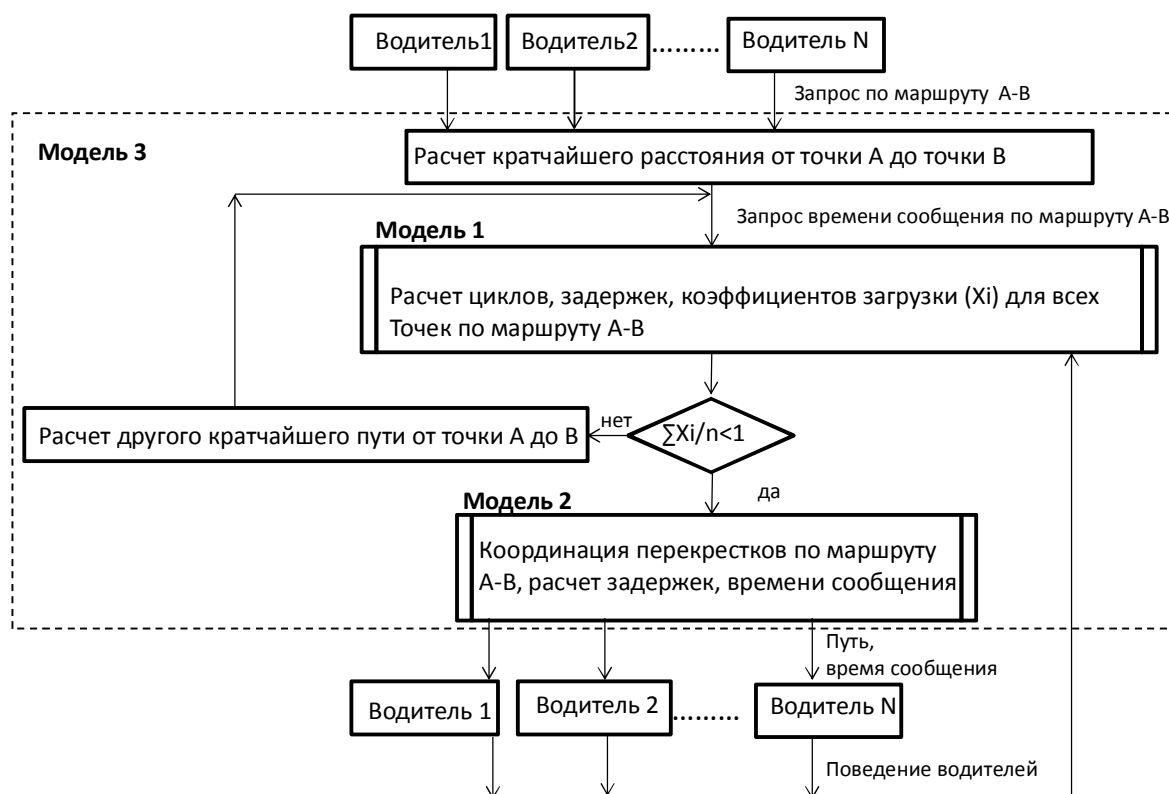 Водитель1
Водитель2
.........
Водитель N
Запрос по маршруту А-В
Модель 3
Расчет кратчайшего расстояния от точки А до точки В
Запрос времени сообщения по маршруту А-В
Модель 1
Расчет циклов, задержек, коэффициентов загрузки (Xi) для всех
Точек по маршруту А-В
Расчет другого кратчайшего пути от точки А до В
нет
∑Xi/n<1
да
Модель 2
Координация перекрестков по маршруту
А-В, расчет задержек, времени сообщения
Путь,
время сообщения
Водитель 1
Водитель 2
.........
Водитель N
Поведение водителей